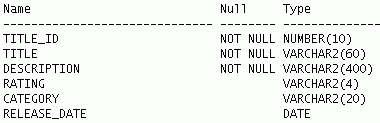 Name Null Type
------------------------------ -------- -------------
TITLE_ID NOT NULL NUMBER(10)
TITLE NOT NULL VARCHAR2(60)
DESCRIPTION NOT NULL VARCHAR2(400)
RATING VARCHAR2(4)
CATEGORY VARCHAR2(20)
RELEASE_DATE DATE